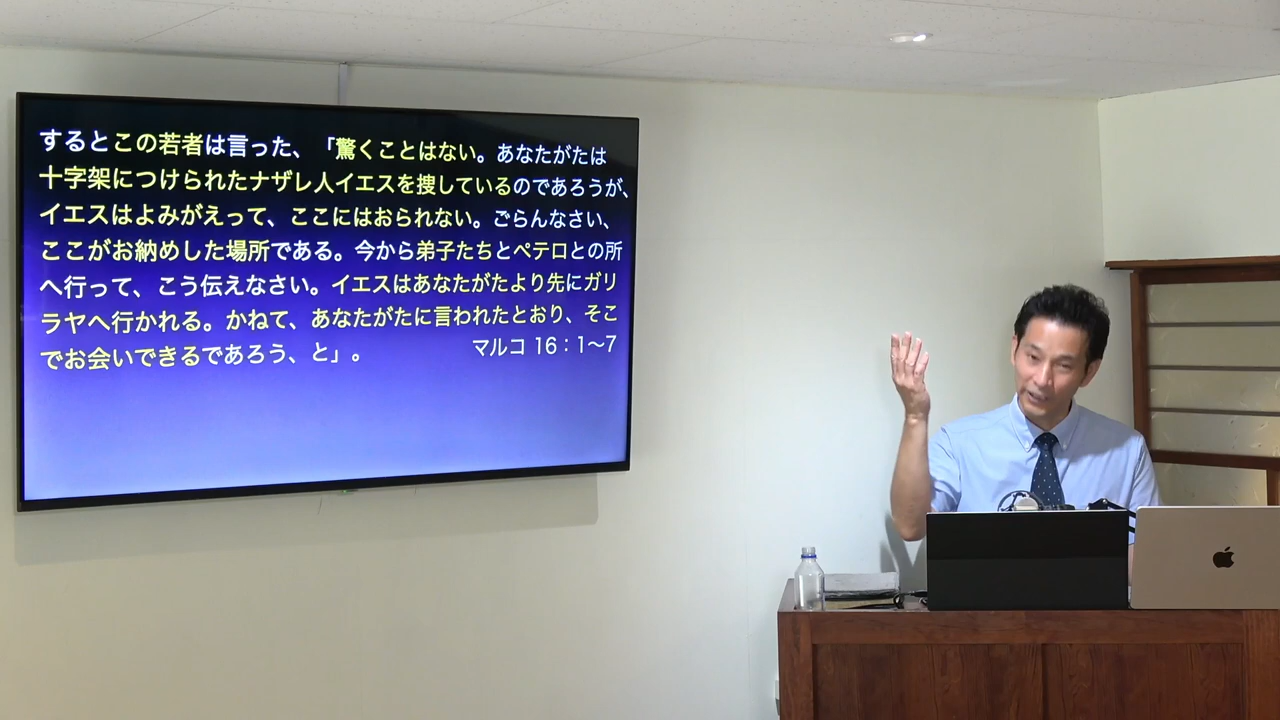 するとこの若者は言った、「驚くことはない。あなたがたは
十字架につけられたナザレ人イエスを捜しているのであろうが、
イエスはよみがえって、ここにはおられない。ごらんなさい、
ここがお納めした場所である。今から弟子たちとペテロとの所
へ行って、こう伝えなさい。イエスはあなたがたより先にガリ
ラヤへ行かれる。かねて、あなたがたに言われたとおり、そこ
でお会いできるであろう、と」。
マルコ 16：1〜7